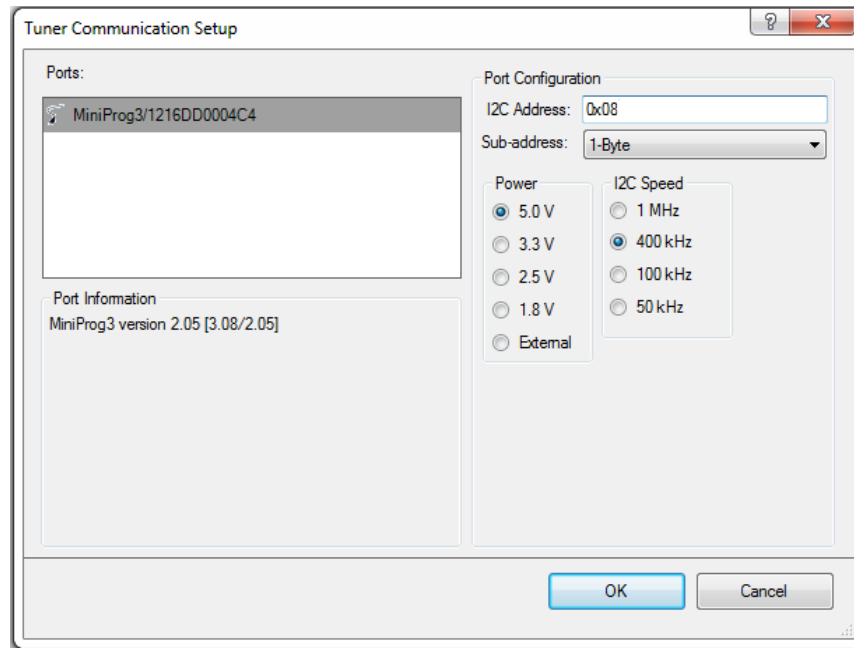 Tuner Communication Setup
Ports:
MiniProg3/1216DD0004C4
Port Information
MiniProg3 version 2.05 [3.08/2.05]
Port Configuration
I2C Address: 0x08
Sub-address: 1-Byte
Power
5.0 V
3.3 V
2.5 V
1.8 V
External
I2C Speed
1 MHz
400 kHz
100 kHz
50 kHz
OK
Cancel